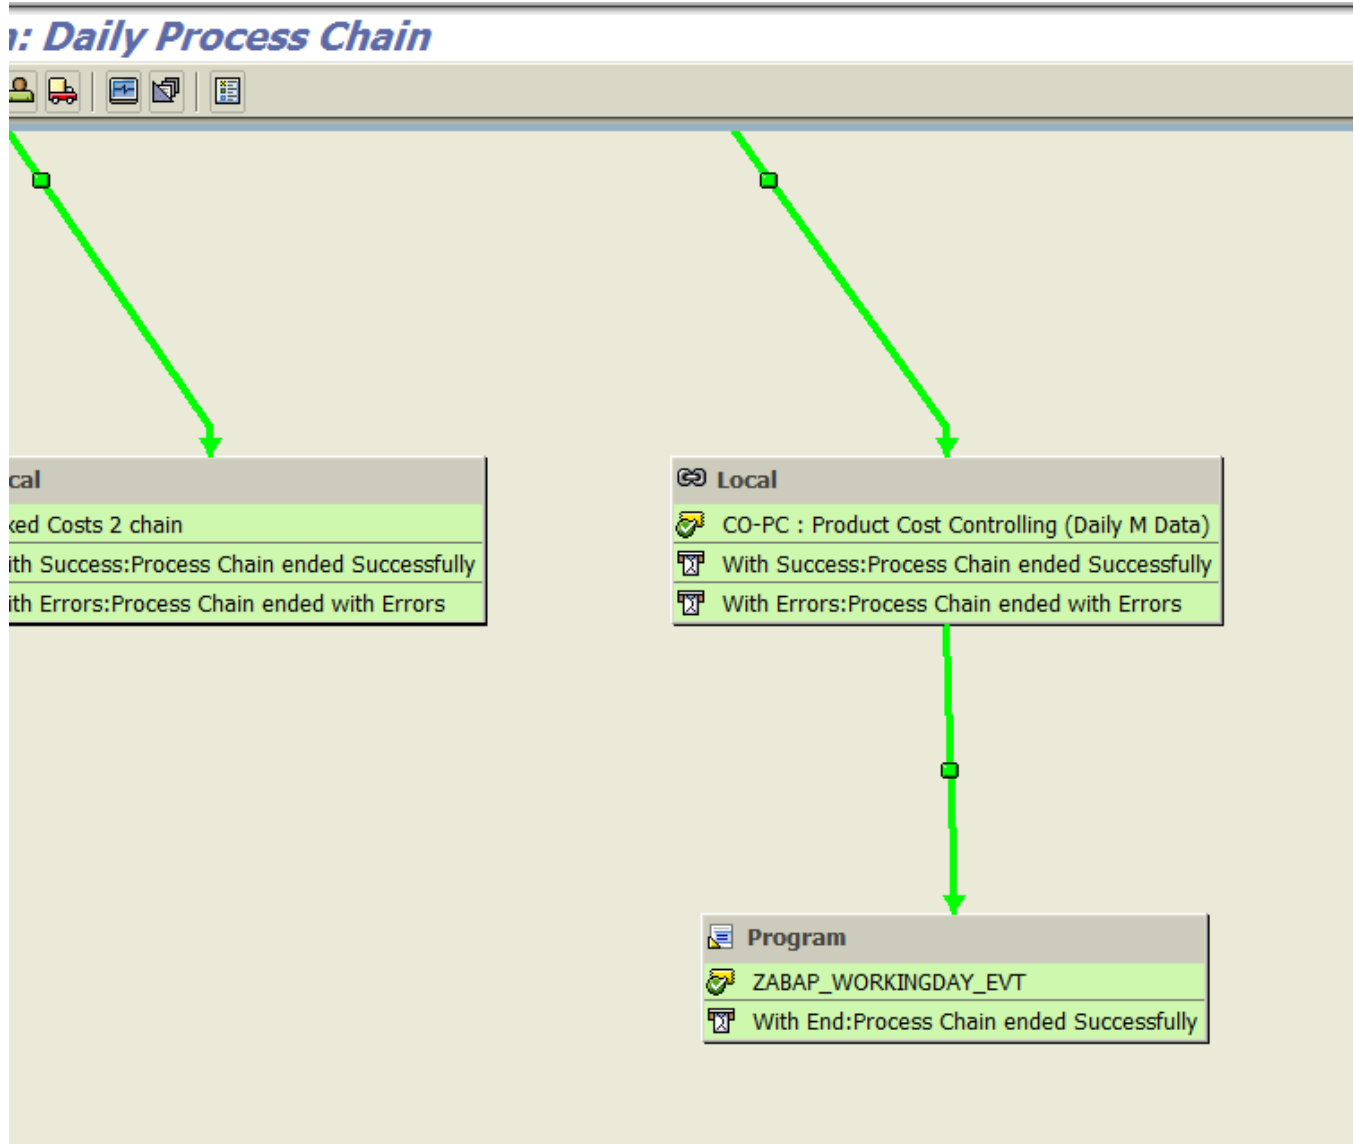 : Daily Process Chain
cal
ked Costs 2 chain
ith Success:Process Chain ended Successfully
ith Errors:Process Chain ended with Errors
Local
CO-PC : Product Cost Controlling (Daily M Data)
With Success:Process Chain ended Successfully
With Errors:Process Chain ended with Errors
Program
ZABAP_WORKINGDAY_EVT
With End:Process Chain ended Successfully